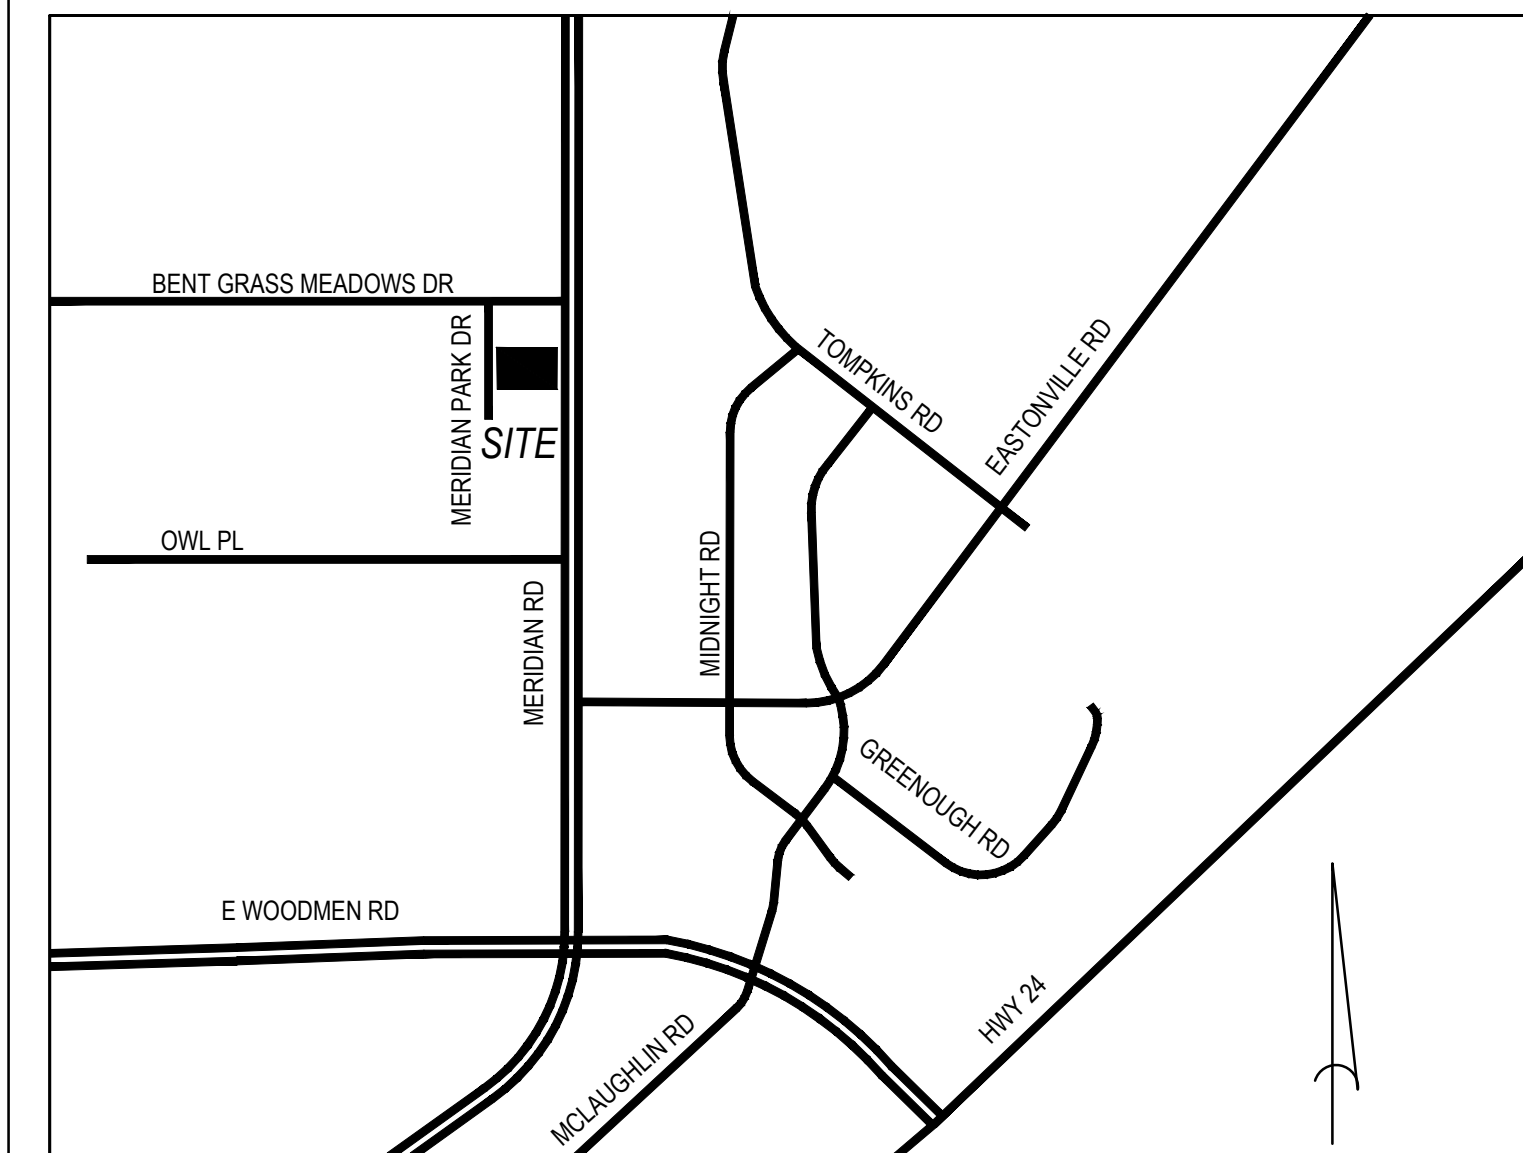 BENT GRASS MEADOWS DR
MERIDIAN PARK DR
SITE
TOMPKINS RD
EASTONVILLE RD
OWL PL
MERIDIAN RD
MIDNIGHT RD
GREENOUGH RD
E WOODMEN RD
HWY 24
MCLAUGHLIN RD